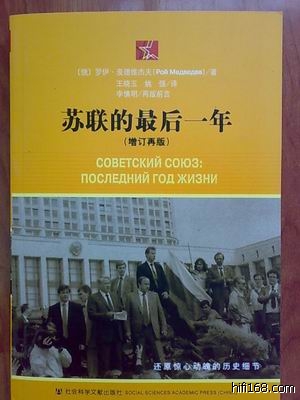 （俄）罗伊·麦德维杰夫（Рой Медведев）/著
王晓玉 姚强/译
李慎明/再版前言
苏联的最后一年
（增订再版）
СОВЕТСКИЙ СОЮЗ:
ПОСЛЕДНИЙ ГОД ЖИЗНИ
还原惊心动魄的历史细节
社会科学文献出版社
SOCIAL SCIENCES ACADEMIC PRESS (CHINA)
hifi168.com